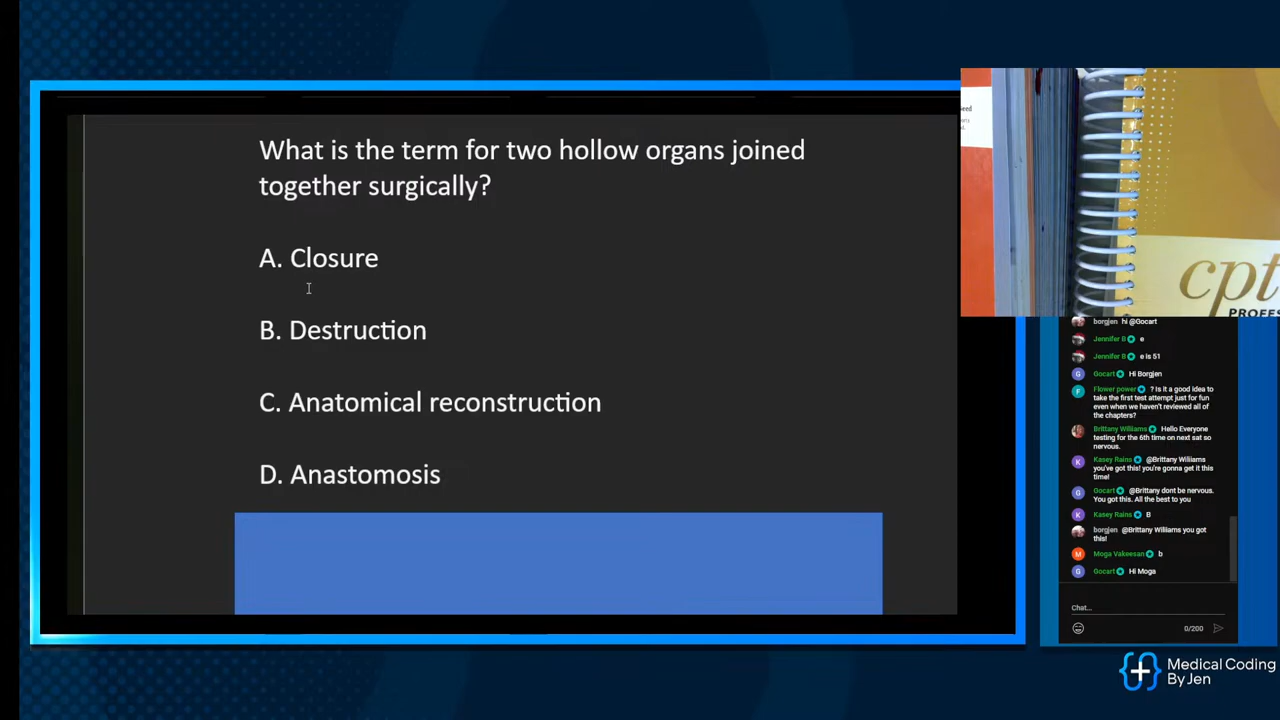 What is the term for two hollow organs joined
together surgically?
A. Closure
B. Destruction
C. Anatomical reconstruction
D. Anastomosis
cpt
PROFES
borgjen hi @Gocart
Jennifer B e
Jennifer B e is 51
G Gocart Hi Borgjen
F Flower power ? Is it a good idea to
take the first test attempt just for fun
even when we haven't reviewed all of
the chapters?
Brittany Williams Hello Everyone
testing for the 6th time on next sat so
nervous.
K Kasey Rains @Brittany Williams
you've got this! you're gonna get it this
time!
G Gocart @Brittany dont be nervous.
You got this. All the best to you
K Kasey Rains B
borgjen @Brittany Williams you got
this!
M Moga Vakeesan b
G Gocart Hi Moga
Chat...
0/200
Medical Coding
By Jen